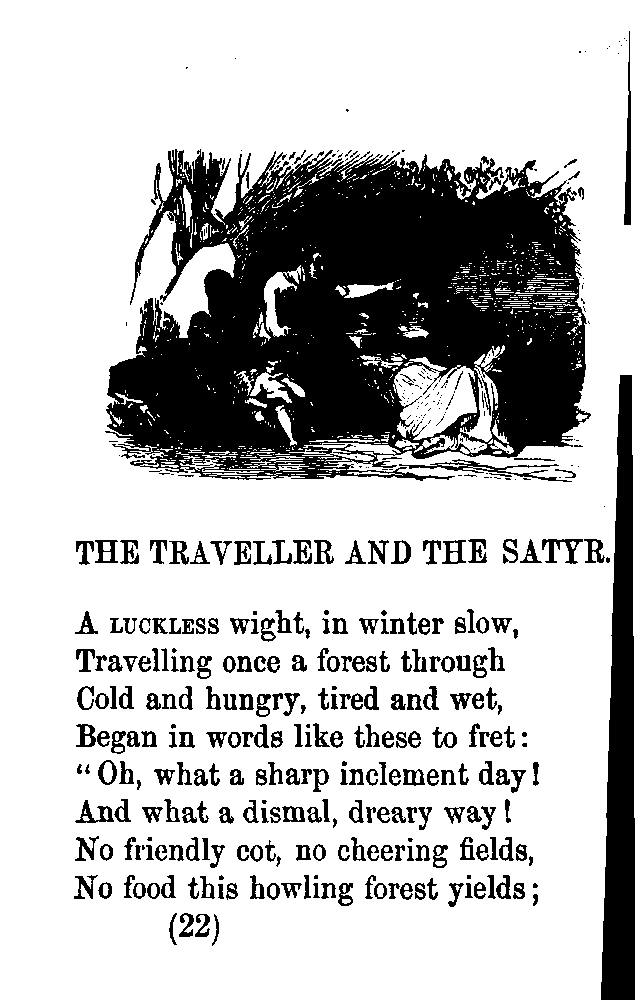 THE TRAVELLER AND THE SATYR.
A LUCKLESS wight, in winter slow,
Travelling once a forest through
Cold and hungry, tired and wet,
Began in words like these to fret:
“Oh, what a sharp inclement day!
And what a dismal, dreary way!
No friendly cot, no cheering fields,
No food this howling forest yields;
(22)